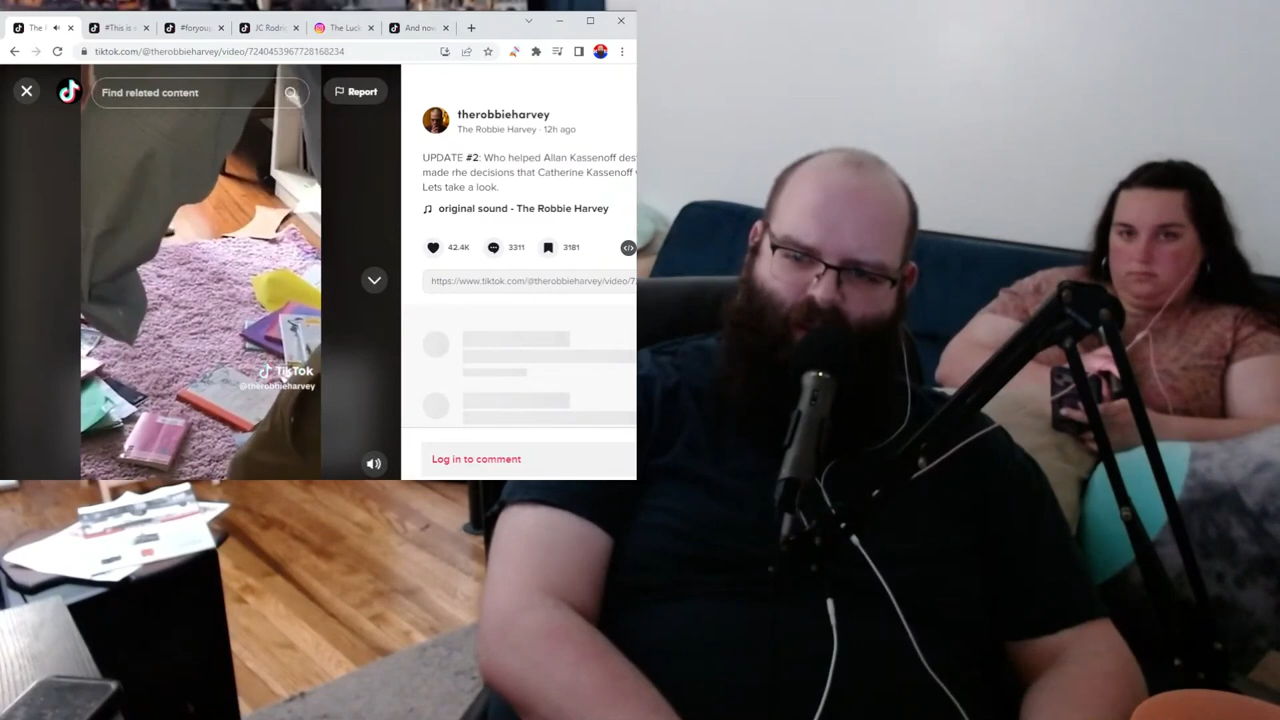 The F
#This is
#foryou
JC Rodri
The Luck
And now
tiktok.com/@therobbieharvey/video/7240453967728168234
Find related content
Report
therobbieharvey
The Robbie Harvey · 12h ago
UPDATE #2: Who helped Allan Kassenoff des
made rhe decisions that Catherine Kassenoff
Lets take a look.
original sound - The Robbie Harvey
42.4K
3311
3181
https://www.tiktok.com/@therobbieharvey/video/7
TikTok
@therobbieharvey
Log in to comment